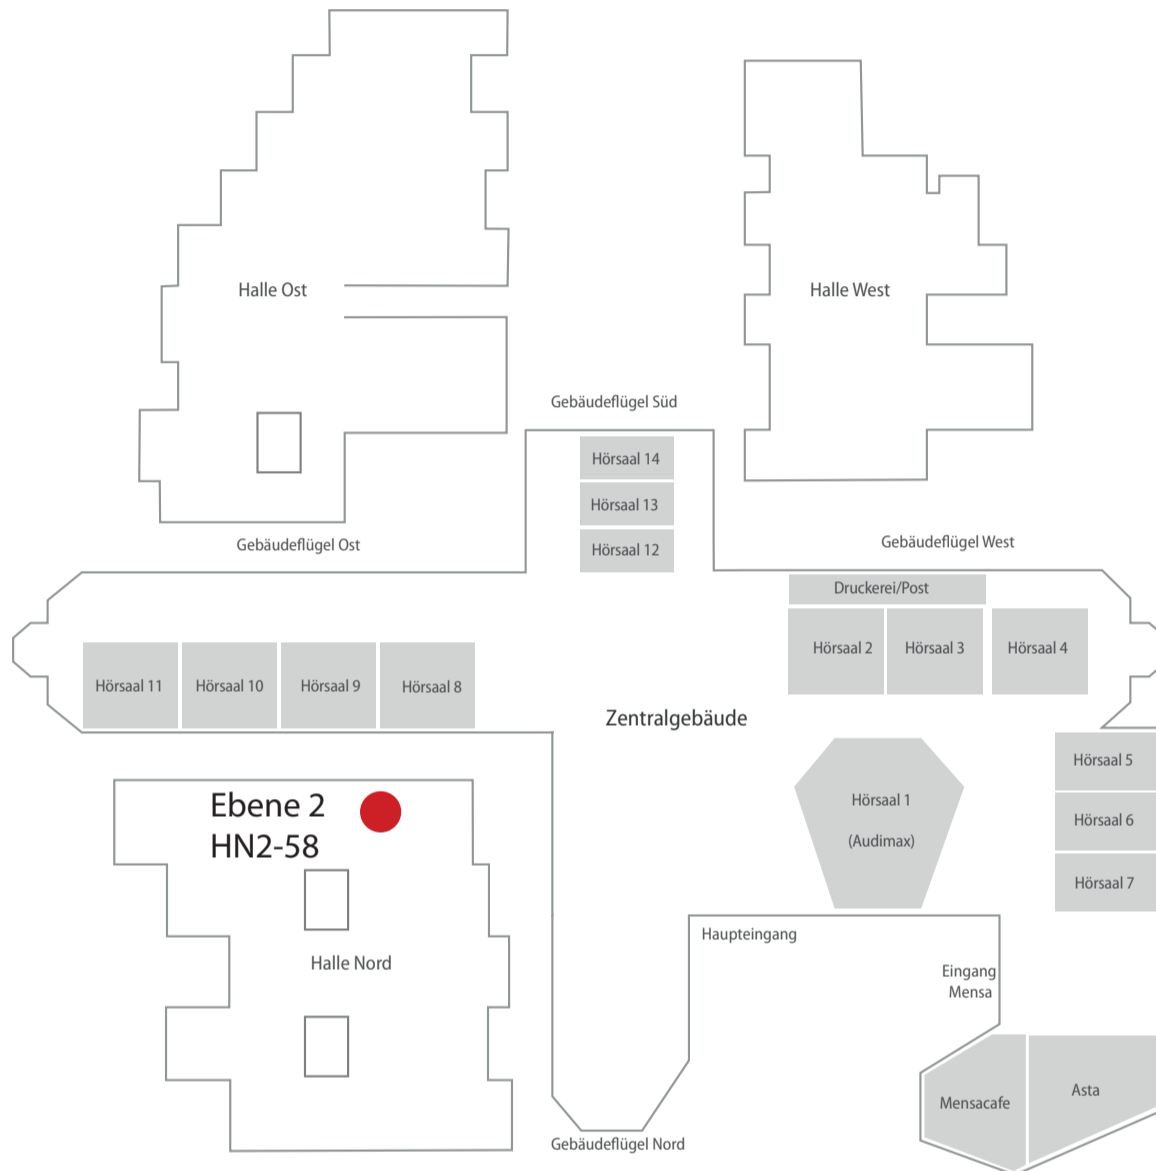 Halle Ost
Halle West
Gebäudeflügel Süd
Hörsaal 14
Hörsaal 13
Hörsaal 12
Gebäudeflügel Ost
Gebäudeflügel West
Druckerei/Post
Hörsaal 2
Hörsaal 3
Hörsaal 4
Hörsaal 11
Hörsaal 10
Hörsaal 9
Hörsaal 8
Zentralgebäude
Hörsaal 5
Hörsaal 1
(Audimax)
Hörsaal 6
Hörsaal 7
Ebene 2
HN2-58
Halle Nord
Haupteingang
Eingang
Mensa
Mensacafe
Asta
Gebäudeflügel Nord